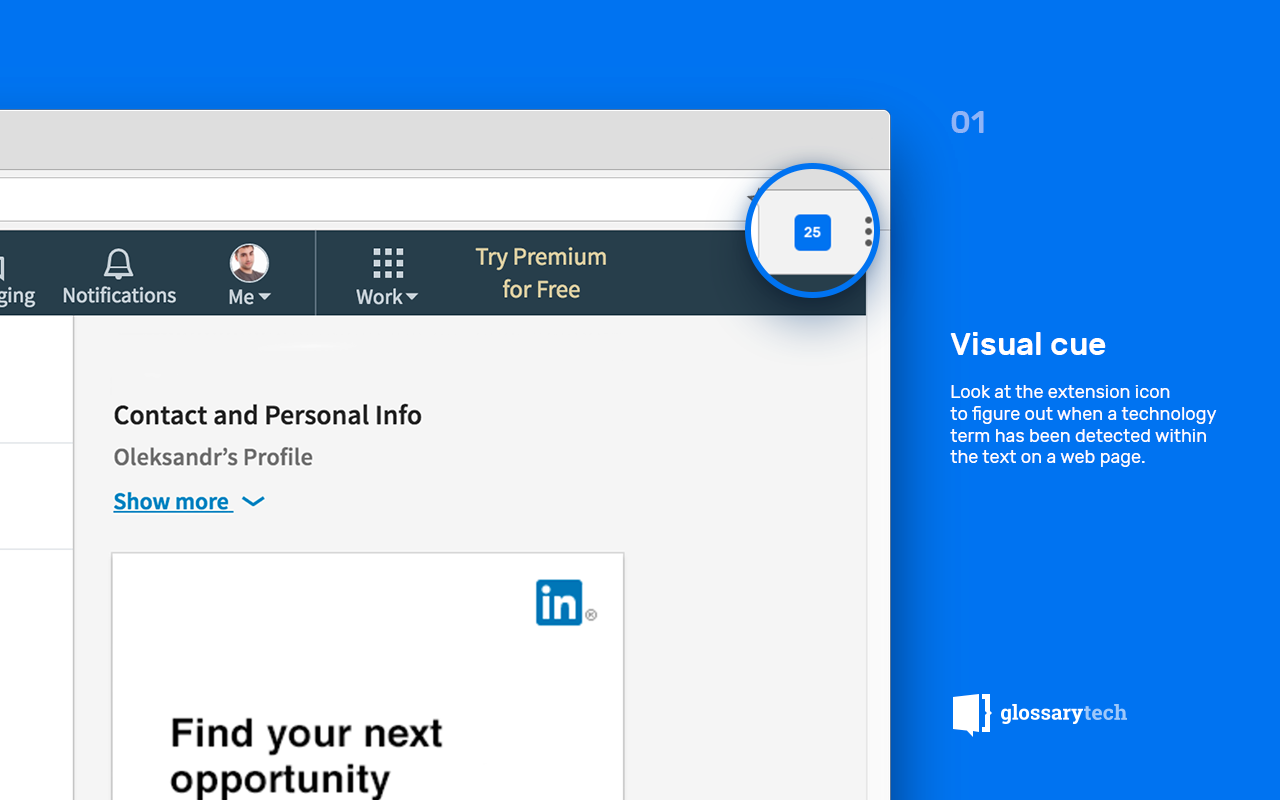 01
25
ging
Notifications
Me
Work
Try Premium
for Free
Contact and Personal Info
Oleksandr’s Profile
Show more
in®
Find your next
opportunity
Visual cue
Look at the extension icon
to figure out when a technology
term has been detected within
the text on a web page.
glossarytech